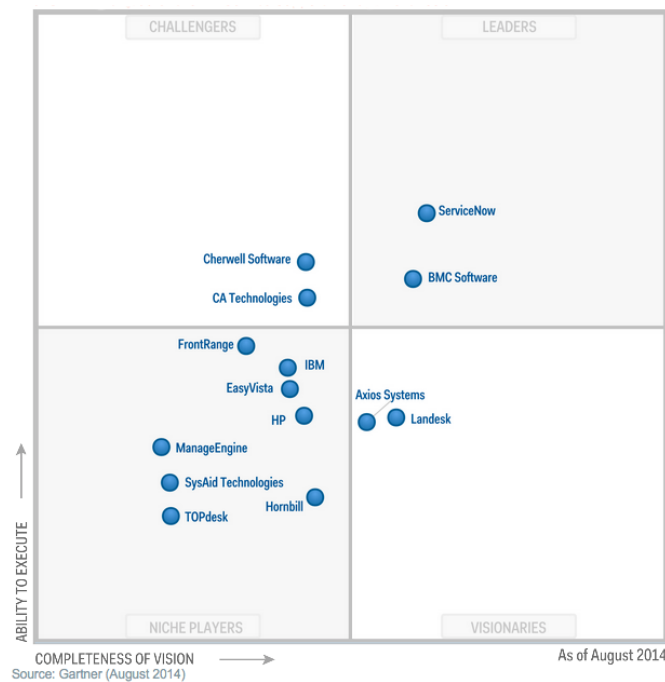 CHALLENGERS
LEADERS
ServiceNow
Cherwell Software
BMC Software
CA Technologies
FrontRange
IBM
EasyVista
Axios Systems
HP
Landesk
ManageEngine
SysAid Technologies
Hornbill
TOPdesk
ABILITY TO EXECUTE
NICHE PLAYERS
VISIONARIES
COMPLETENESS OF VISION
As of August 2014
Source: Gartner (August 2014)